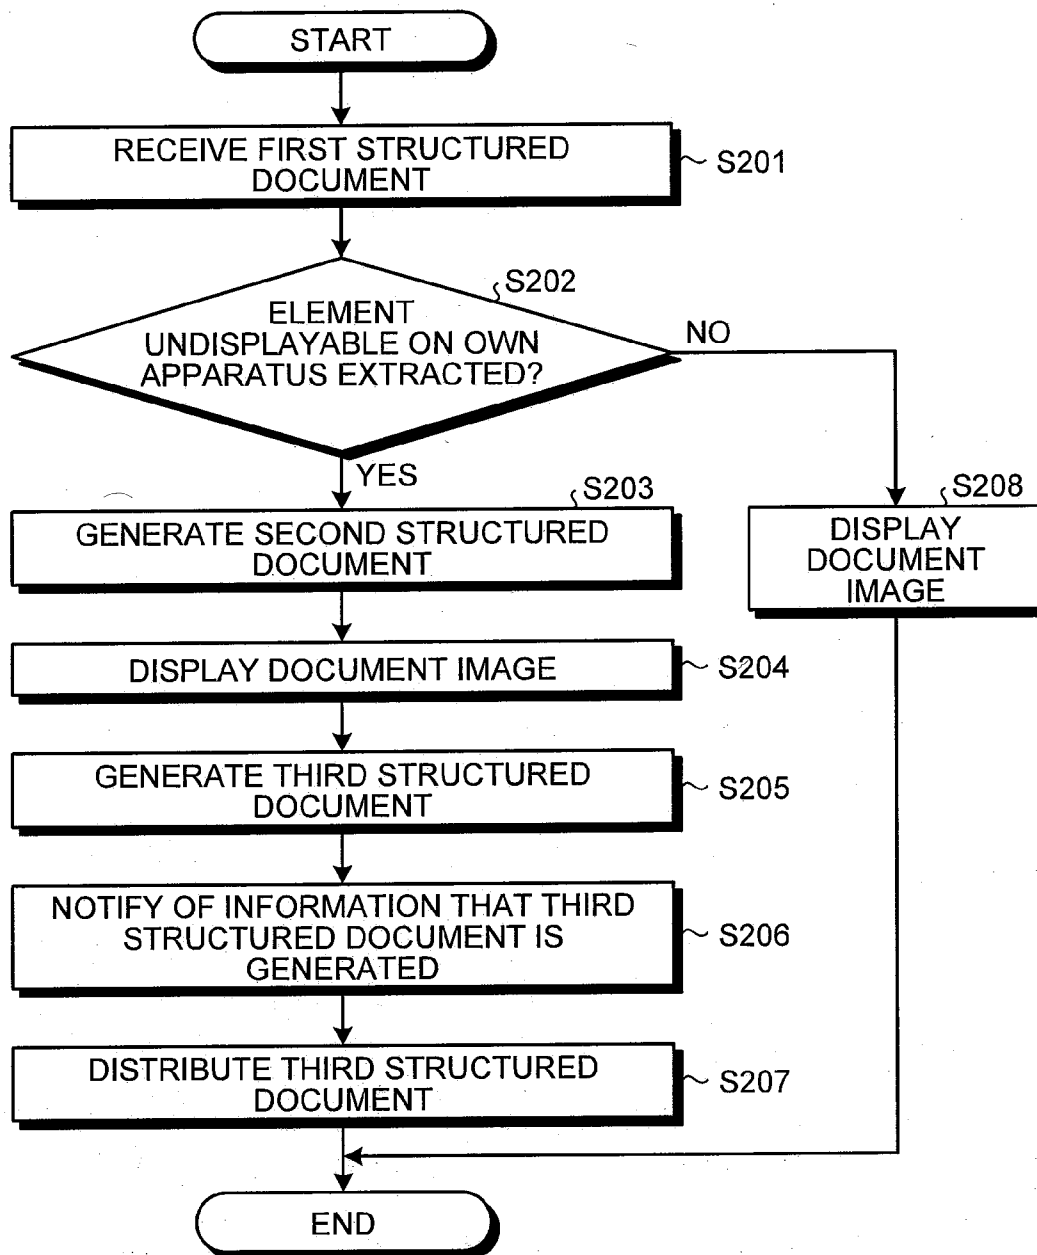 START
RECEIVE FIRST STRUCTURED
DOCUMENT
S201
S202
ELEMENT
UNDISPLAYABLE ON OWN
APPARATUS EXTRACTED?
NO
YES
S203
GENERATE SECOND STRUCTURED
DOCUMENT
S208
DISPLAY
DOCUMENT
IMAGE
DISPLAY DOCUMENT IMAGE
S204
GENERATE THIRD STRUCTURED
DOCUMENT
S205
NOTIFY OF INFORMATION THAT THIRD
STRUCTURED DOCUMENT IS
GENERATED
S206
DISTRIBUTE THIRD STRUCTURED
DOCUMENT
S207
END